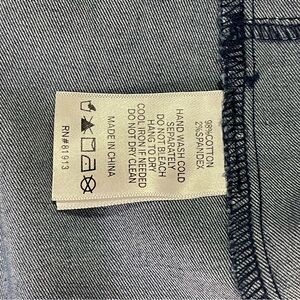 98%COTTON
2%SPANDEX
HAND WASH COLD
SEPARATELY
DO NOT BLEACH
HANG TO DRY
COOL IRON IF NEEDED
DO NOT DRY CLEAN
MADE IN CHINA
RN#81913